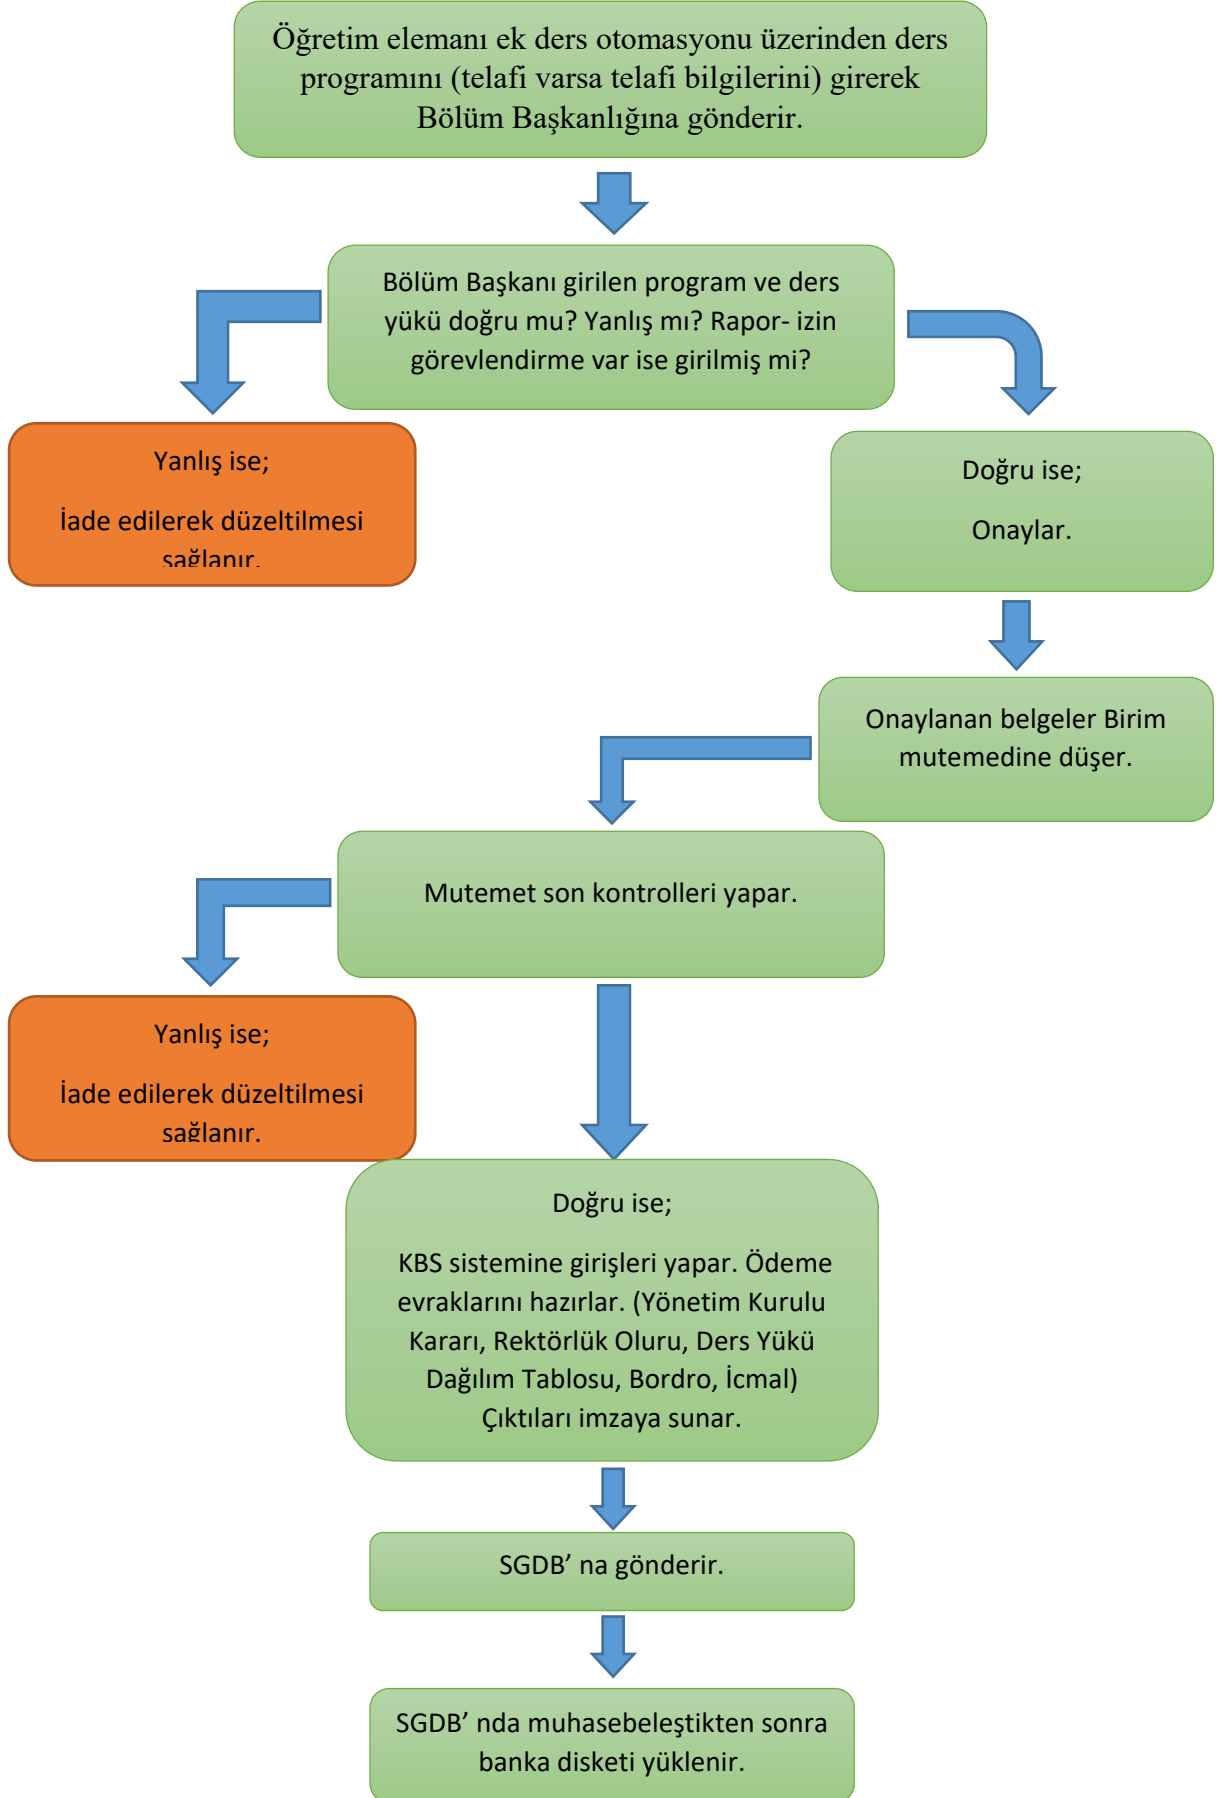 Öğretim elemanı ek ders otomasyonu üzerinden ders
programını (telafi varsa telafi bilgilerini) girerek
Bölüm Başkanlığına gönderir.
Bölüm Başkanı girilen program ve ders
yükü doğru mu? Yanlış mı? Rapor- izin
görevlendirme var ise girilmiş mi?
Yanlış ise;
İade edilerek düzeltilmesi
sağlanır.
Doğru ise;
Onaylar.
Onaylanan belgeler Birim
mutemedine düşer.
Mutemet son kontrolleri yapar.
Yanlış ise;
İade edilerek düzeltilmesi
sağlanır.
Doğru ise;
KBS sistemine girişleri yapar. Ödeme
evraklarını hazırlar. (Yönetim Kurulu
Kararı, Rektörlük Oluru, Ders Yükü
Dağılım Tablosu, Bordro, İcmal)
Çıktıları imzaya sunar.
SGDB’ na gönderir.
SGDB’ nda muhasebeleştikten sonra
banka disketi yüklenir.